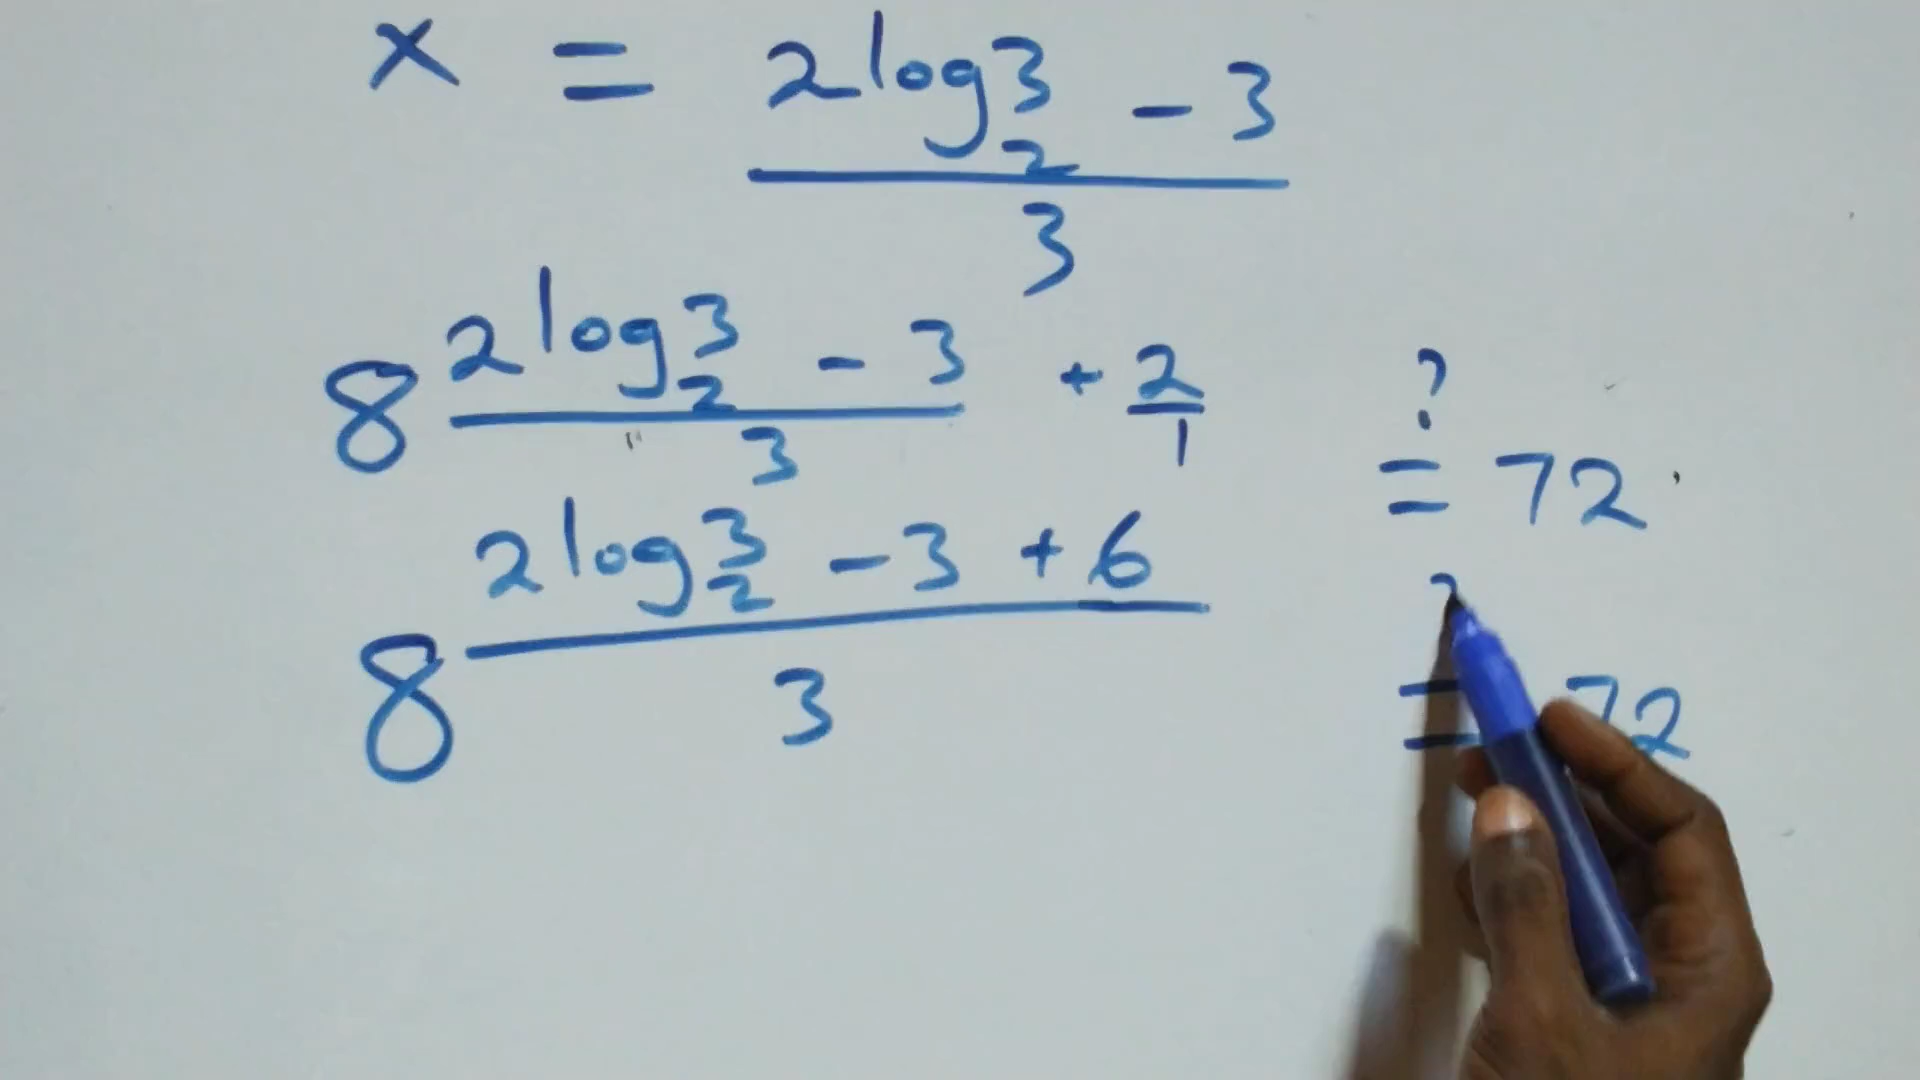 x = (2log₂3 - 3)/3
8^((2log₂3 - 3)/3 + 2/1) ≟ 72
8^((2log₂3 - 3 + 6)/3) ≟ 72